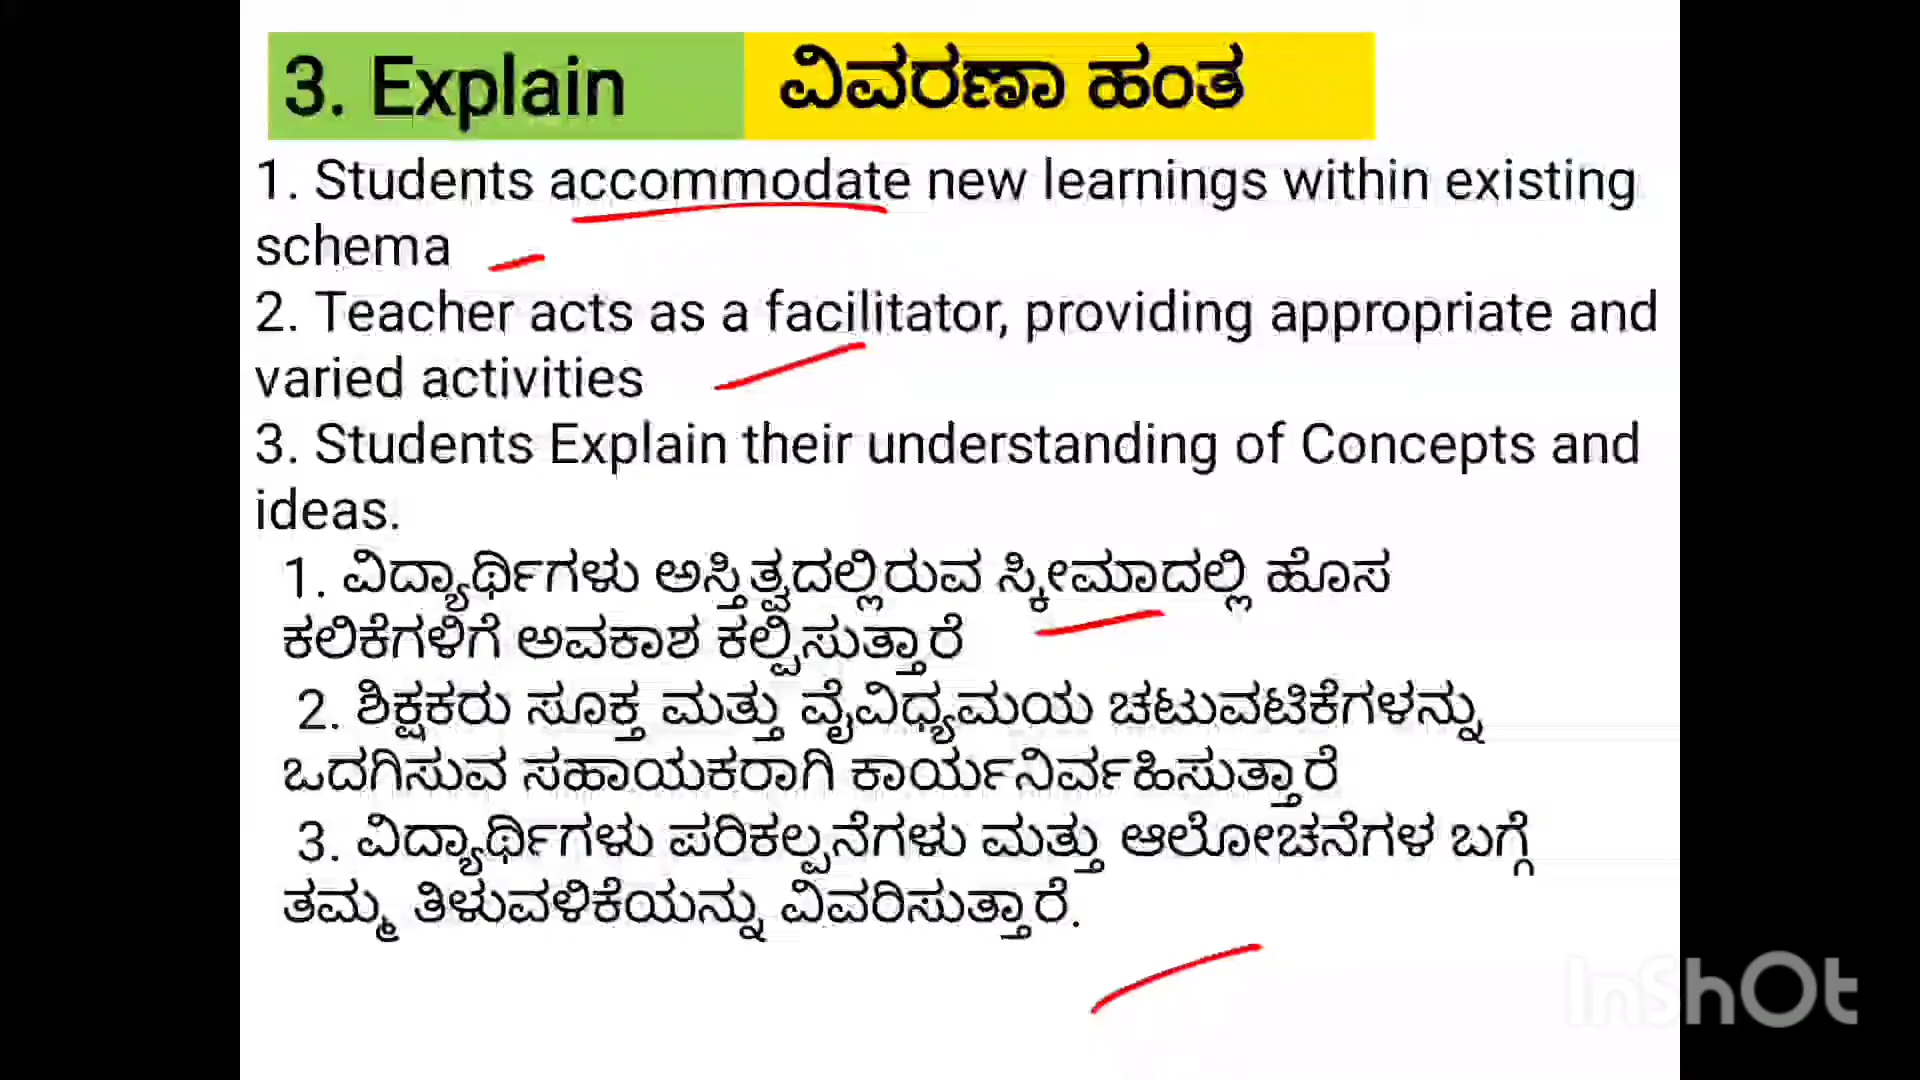 3. Explain ವಿವರಣಾ ಹಂತ
1. Students accommodate new learnings within existing
schema
2. Teacher acts as a facilitator, providing appropriate and
varied activities
3. Students Explain their understanding of Concepts and
ideas.
1. ವಿದ್ಯಾರ್ಥಿಗಳು ಅಸ್ತಿತ್ವದಲ್ಲಿರುವ ಸ್ಕೀಮಾದಲ್ಲಿ ಹೊಸ
ಕಲಿಕೆಗಳಿಗೆ ಅವಕಾಶ ಕಲ್ಪಿಸುತ್ತಾರೆ
2. ಶಿಕ್ಷಕರು ಸೂಕ್ತ ಮತ್ತು ವೈವಿಧ್ಯಮಯ ಚಟುವಟಿಕೆಗಳನ್ನು
ಒದಗಿಸುವ ಸಹಾಯಕರಾಗಿ ಕಾರ್ಯನಿರ್ವಹಿಸುತ್ತಾರೆ
3. ವಿದ್ಯಾರ್ಥಿಗಳು ಪರಿಕಲ್ಪನೆಗಳು ಮತ್ತು ಆಲೋಚನೆಗಳ ಬಗ್ಗೆ
ತಮ್ಮ ತಿಳುವಳಿಕೆಯನ್ನು ವಿವರಿಸುತ್ತಾರೆ.
InShOt